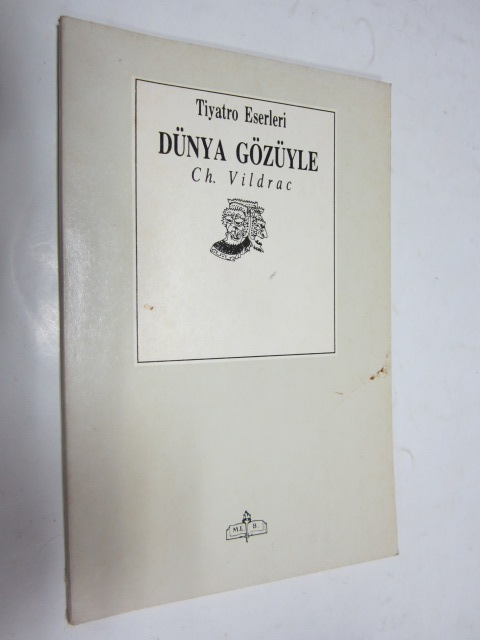 Tiyatro Eserleri
DÜNYA GÖZÜYLE
Ch. Vildrac